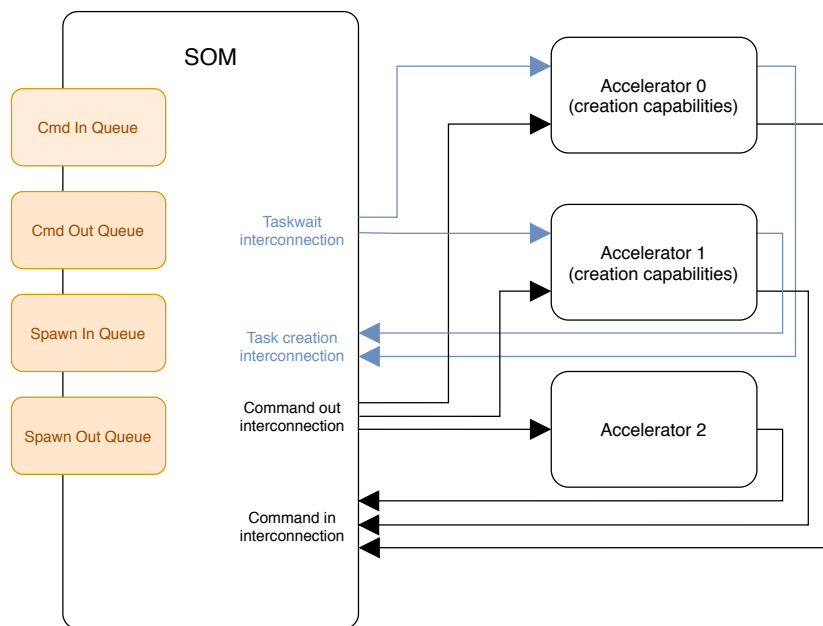 SOM
Cmd In Queue
Cmd Out Queue
Spawn In Queue
Spawn Out Queue
Taskwait
interconnection
Task creation
interconnection
Command out
interconnection
Command in
interconnection
Accelerator 0
(creation capabilities)
Accelerator 1
(creation capabilities)
Accelerator 2